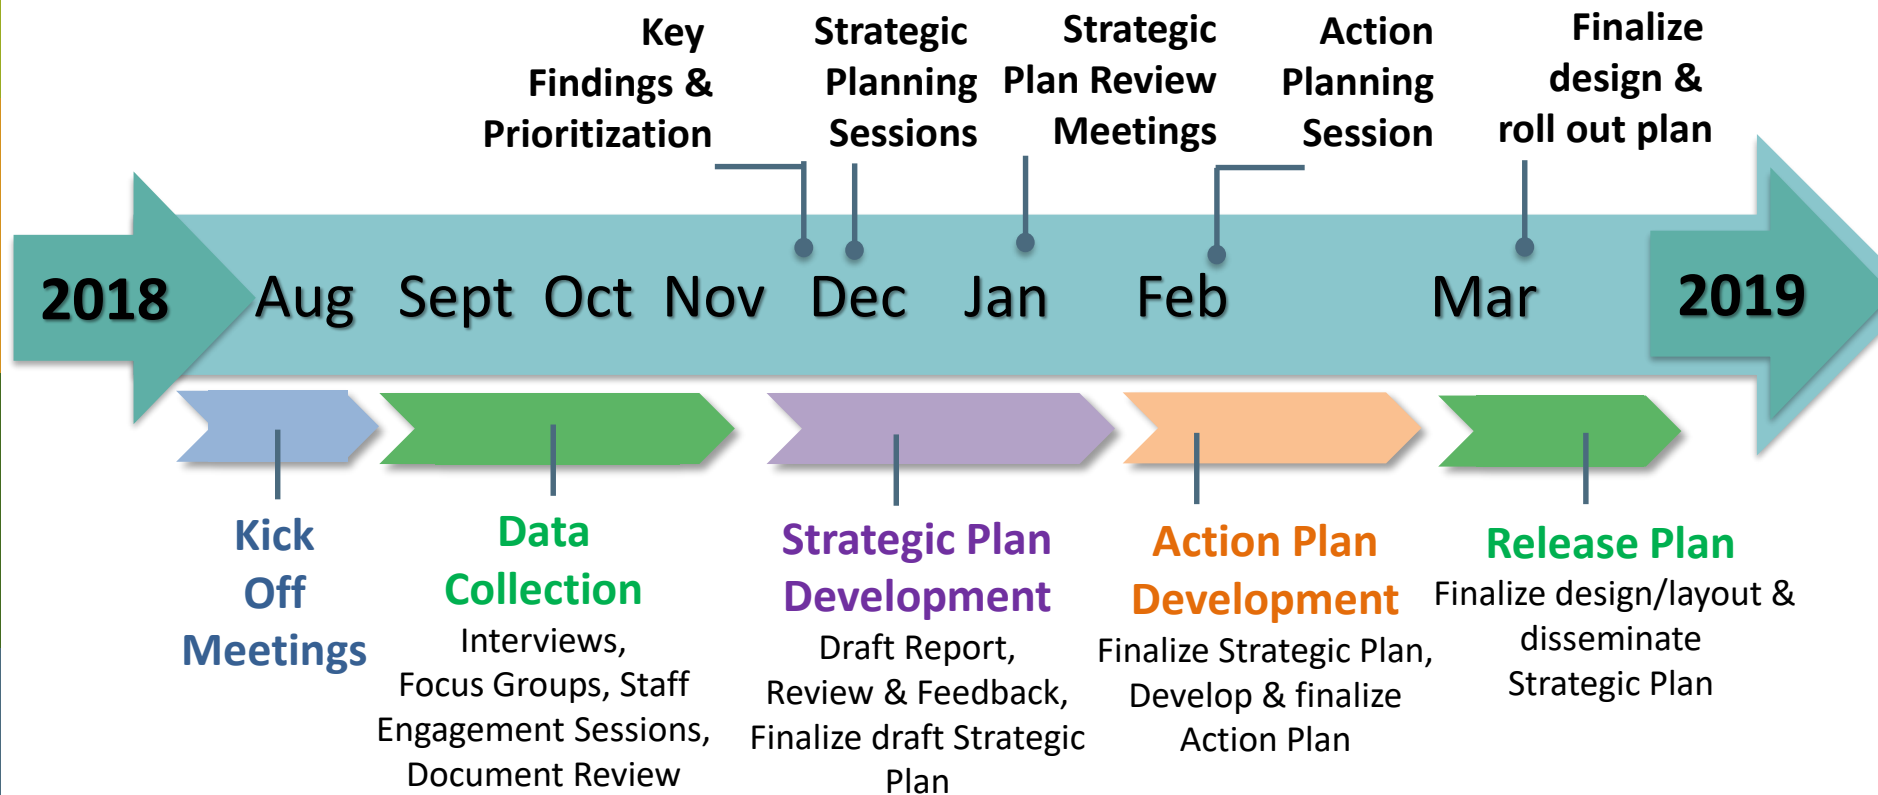 Key
Findings &
Prioritization
Strategic
Planning
Sessions
Strategic
Plan Review
Meetings
Action
Planning
Session
Finalize
design &
roll out plan
2018 Aug Sept Oct Nov Dec Jan Feb Mar 2019
Kick
Off
Meetings
Data
Collection
Interviews,
Focus Groups, Staff
Engagement Sessions,
Document Review
Strategic Plan
Development
Draft Report,
Review & Feedback,
Finalize draft Strategic
Plan
Action Plan
Development
Finalize Strategic Plan,
Develop & finalize
Action Plan
Release Plan
Finalize design/layout &
disseminate
Strategic Plan